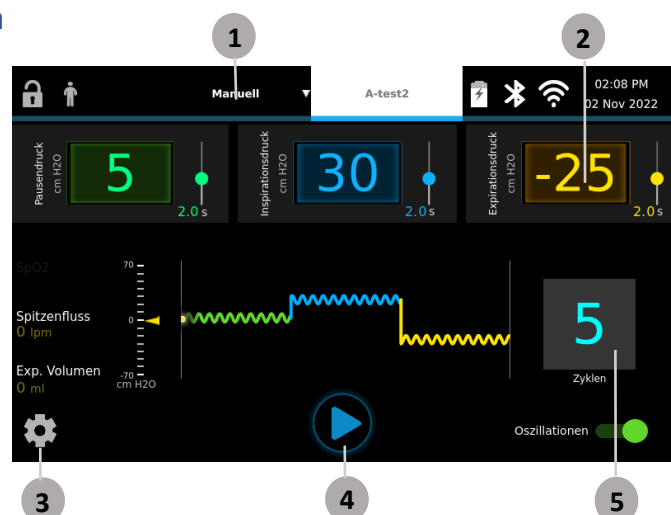 1
2
Manuell ▼
A-test2
02:08 PM
02 Nov 2022
Pausendruck
cm H2O
5
2.0 s
Inspirationsdruck
cm H2O
30
2.0 s
Expirationsdruck
cm H2O
-25
2.0 s
SpO2
--
Spitzenfluss
0 lpm
Exp. Volumen
0 ml
70
0
-70
cm H2O
5
Zyklen
Oszillationen
3
4
5